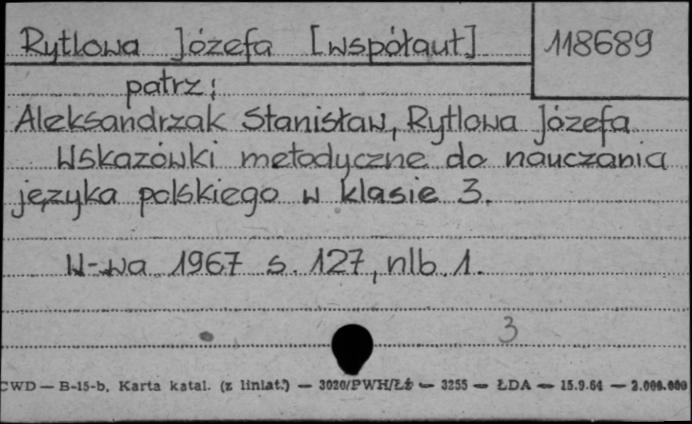 Rytlowa Józefa [współaut] 118689
patrz:
Aleksandrzak Stanisław, Rytlowa Józefa
Wskazówki metodyczne do nauczania
języka polskiego w klasie 3.
W-wa 1967 s. 127, nlb. 1.
3
CWD — B-15-b, Karta katal. (z liniat.) — 3020/PWH/Łż — 3255 — ŁDA — 15.9.64 — 2.000.000